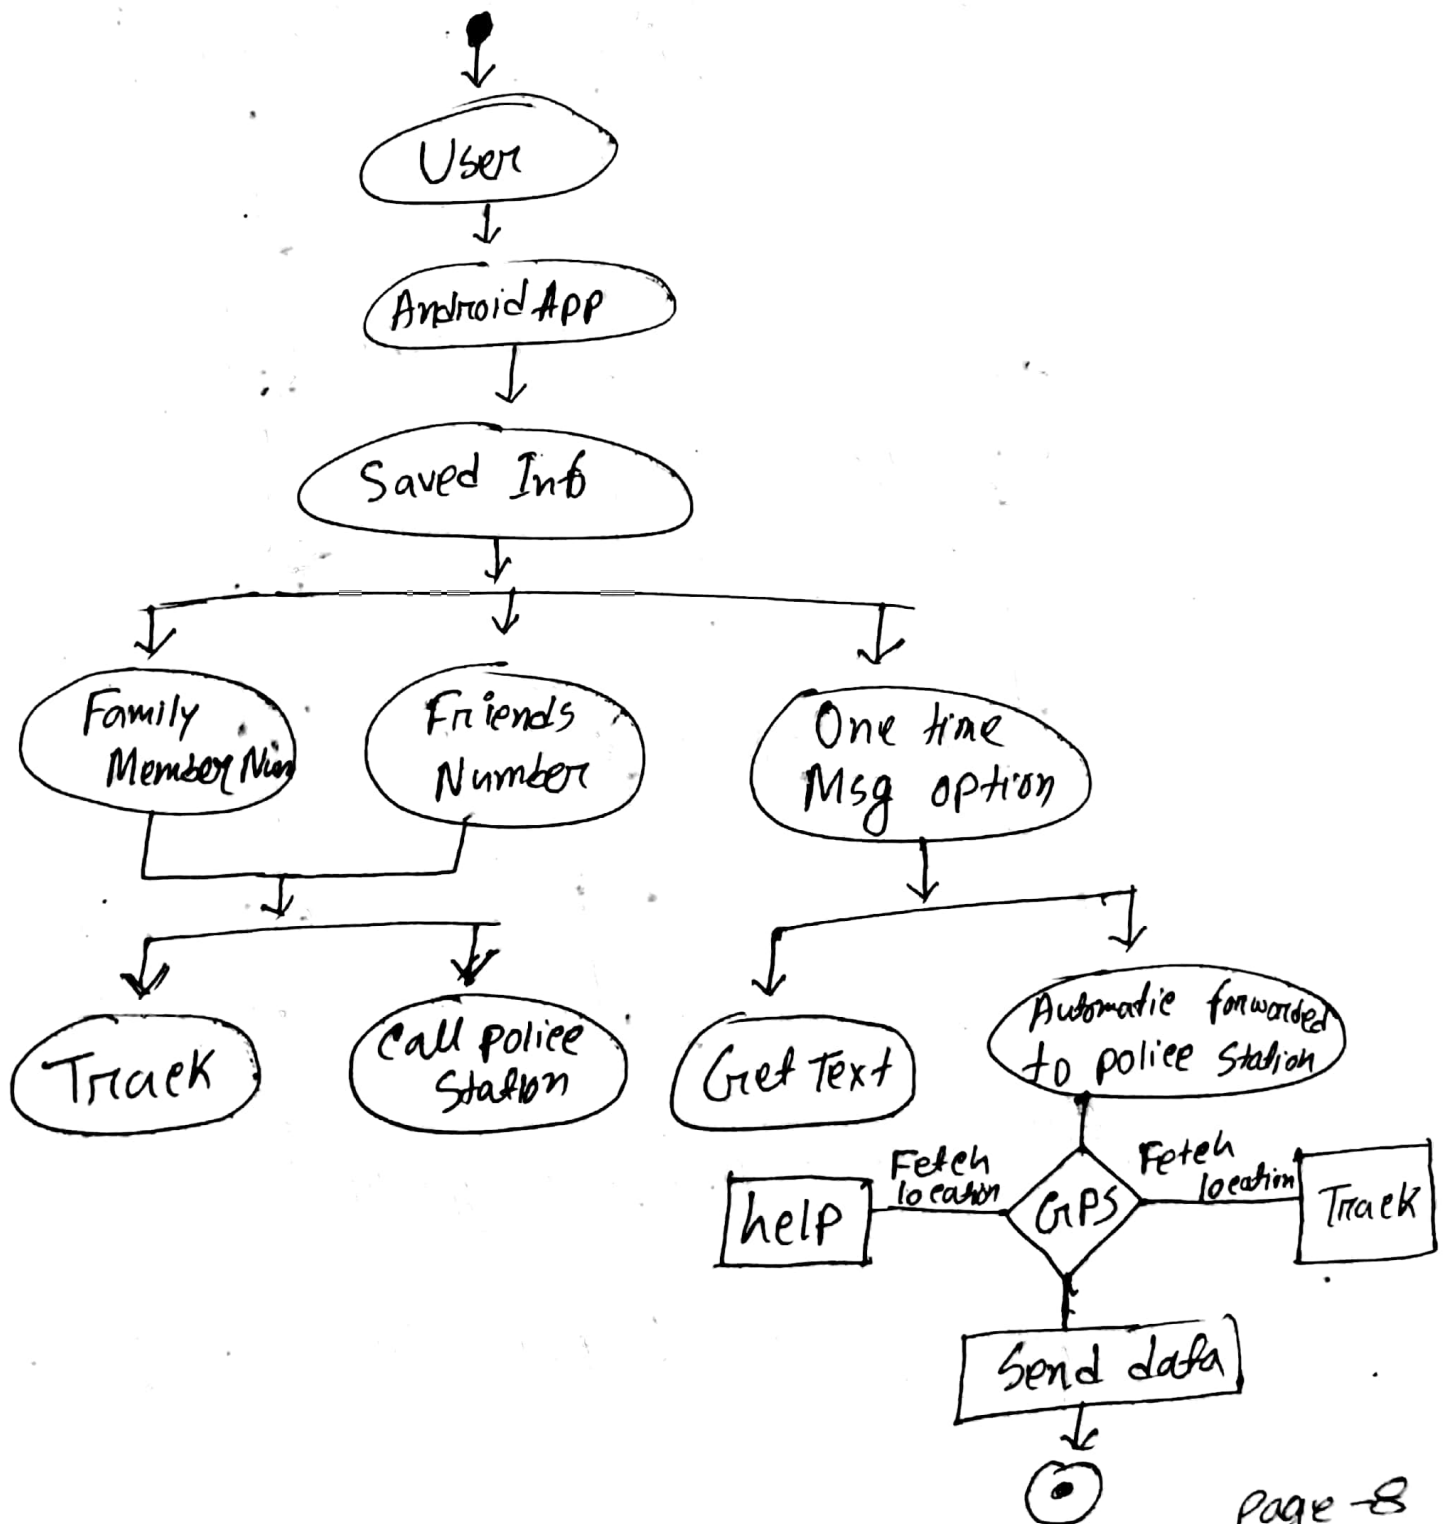 User
Android App
Saved Info
Family
Member Num
Friends
Number
One time
Msg option
Track
Call police
Station
Get Text
Automatic forwarded
to police station
help
Fetch
location
GPS
Fetch
location
Track
Send data
page -8